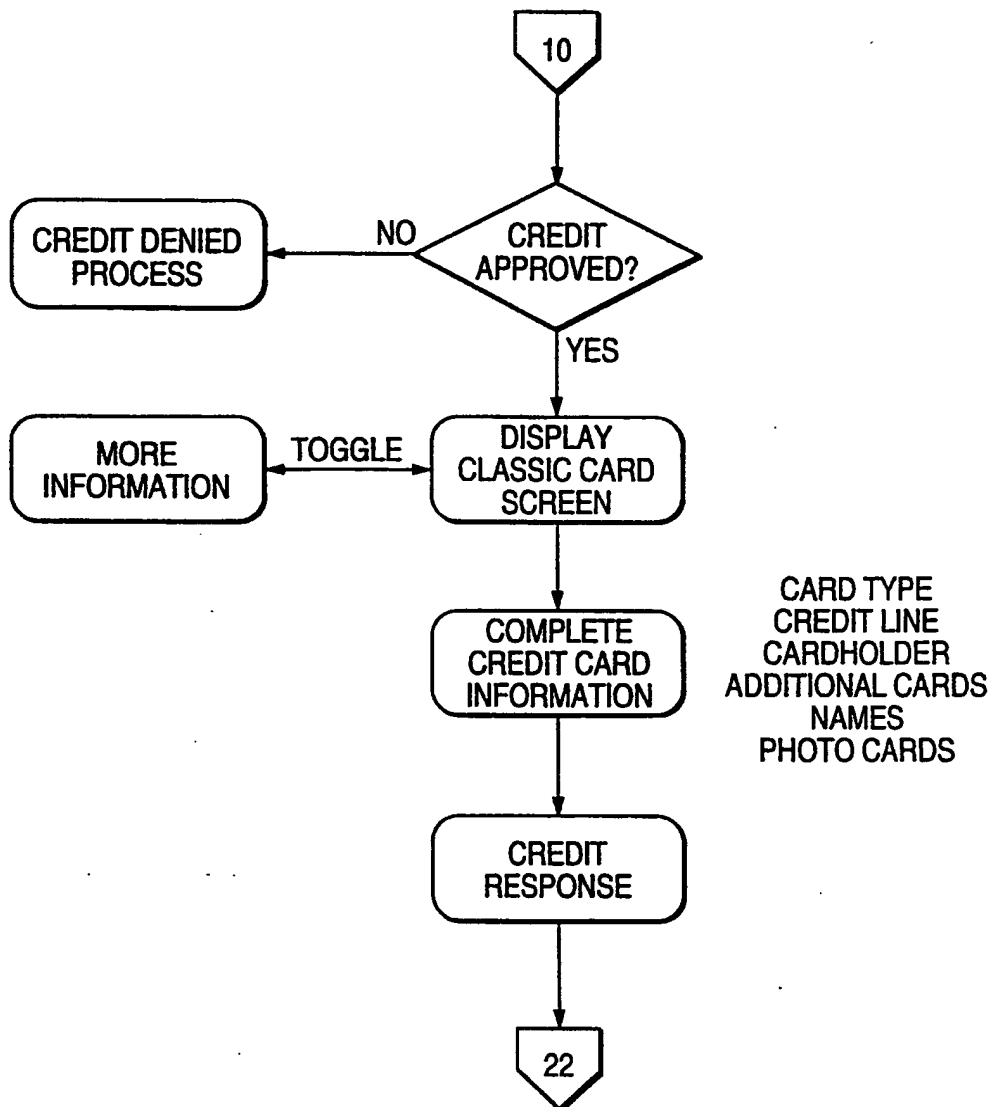 10
CREDIT
APPROVED?
NO
CREDIT DENIED
PROCESS
YES
DISPLAY
CLASSIC CARD
SCREEN
TOGGLE
MORE
INFORMATION
COMPLETE
CREDIT CARD
INFORMATION
CARD TYPE
CREDIT LINE
CARDHOLDER
ADDITIONAL CARDS
NAMES
PHOTO CARDS
CREDIT
RESPONSE
22